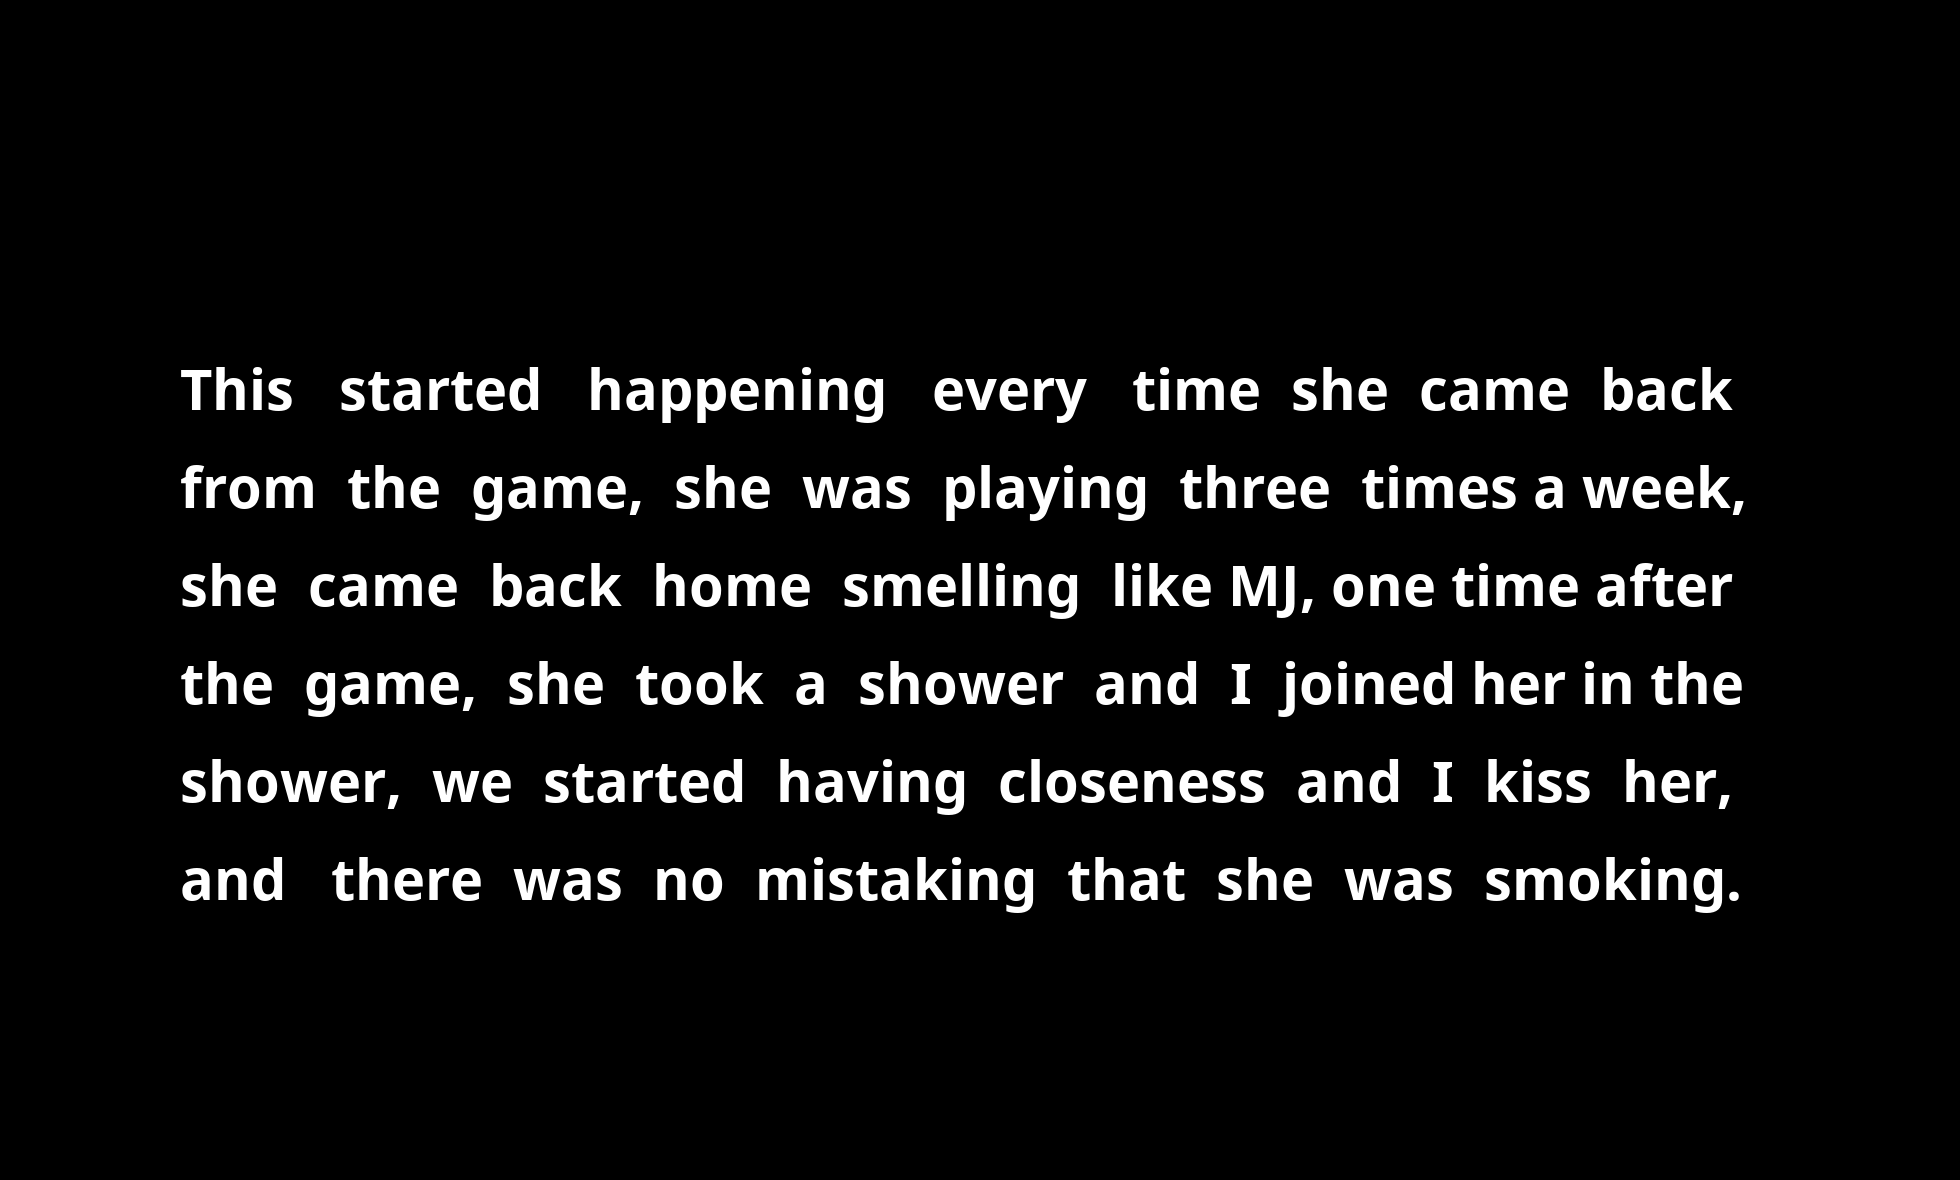 This started happening every time she came back
from the game, she was playing three times a week,
she came back home smelling like MJ, one time after
the game, she took a shower and I joined her in the
shower, we started having closeness and I kiss her,
and there was no mistaking that she was smoking.